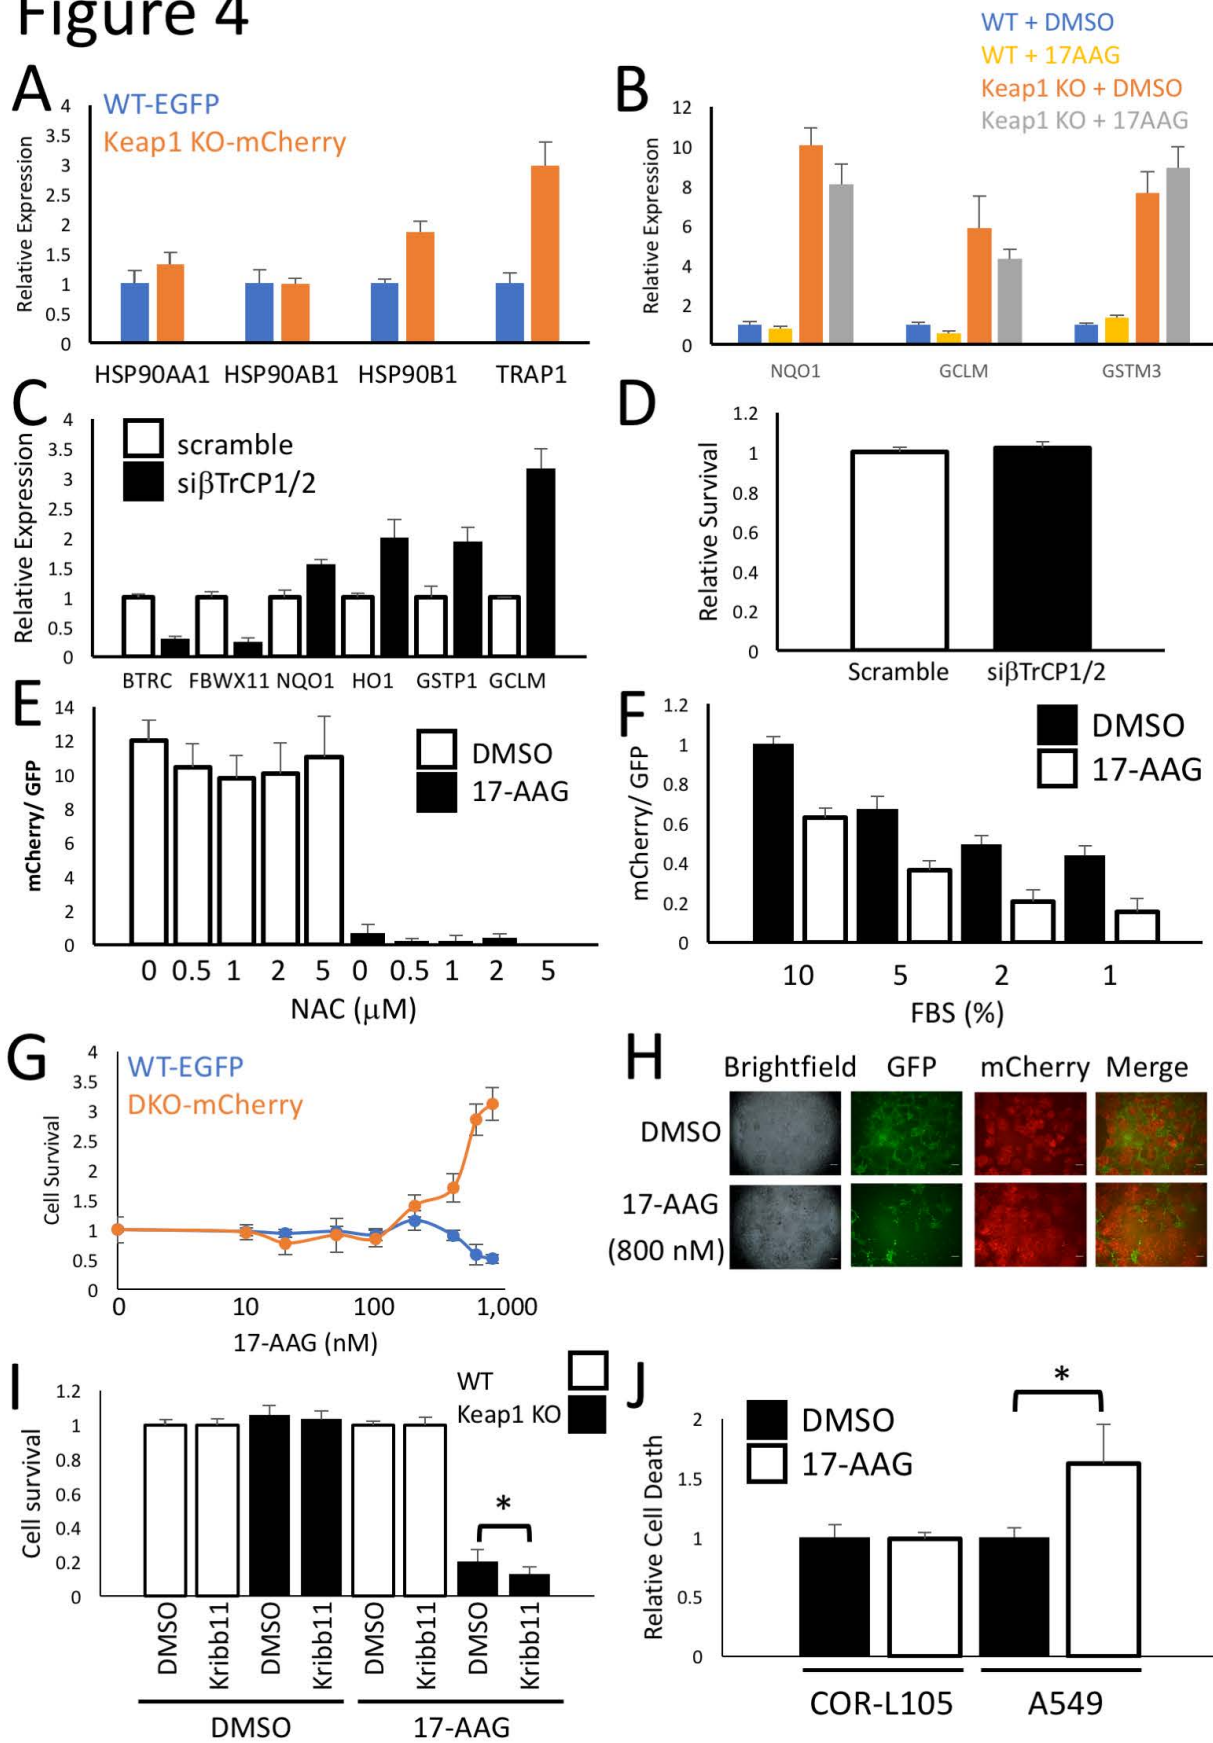 Figure 4
A
WT-EGFP
Keap1 KO-mCherry
Relative Expression
4
3.5
3
2.5
2
1.5
1
0.5
0
HSP90AA1 HSP90AB1 HSP90B1 TRAP1
B
WT + DMSO
WT + 17AAG
Keap1 KO + DMSO
Keap1 KO + 17AAG
Relative Expression
12
10
8
6
4
2
0
NQO1 GCLM GSTM3
C
scramble
siβTrCP1/2
Relative Expression
4
3.5
3
2.5
2
1.5
1
0.5
0
BTRC FBWX11 NQO1 HO1 GSTP1 GCLM
D
Relative Survival
1.2
1
0.8
0.6
0.4
0.2
0
Scramble siβTrCP1/2
E
DMSO
17-AAG
mCherry/ GFP
14
12
10
8
6
4
2
0
0 0.5 1 2 5 0 0.5 1 2 5
NAC (μM)
F
DMSO
17-AAG
mCherry/ GFP
1.2
1
0.8
0.6
0.4
0.2
0
10 5 2 1
FBS (%)
G
WT-EGFP
DKO-mCherry
Cell Survival
4
3.5
3
2.5
2
1.5
1
0.5
0
0 10 100 1,000
17-AAG (nM)
H
Brightfield GFP mCherry Merge
DMSO
17-AAG
(800 nM)
I
WT
Keap1 KO
Cell survival
1.2
1
0.8
0.6
0.4
0.2
0
*
DMSO Kribb11 DMSO Kribb11 DMSO Kribb11 DMSO Kribb11
DMSO 17-AAG
J
DMSO
17-AAG
*
Relative Cell Death
2
1.5
1
0.5
0
COR-L105 A549